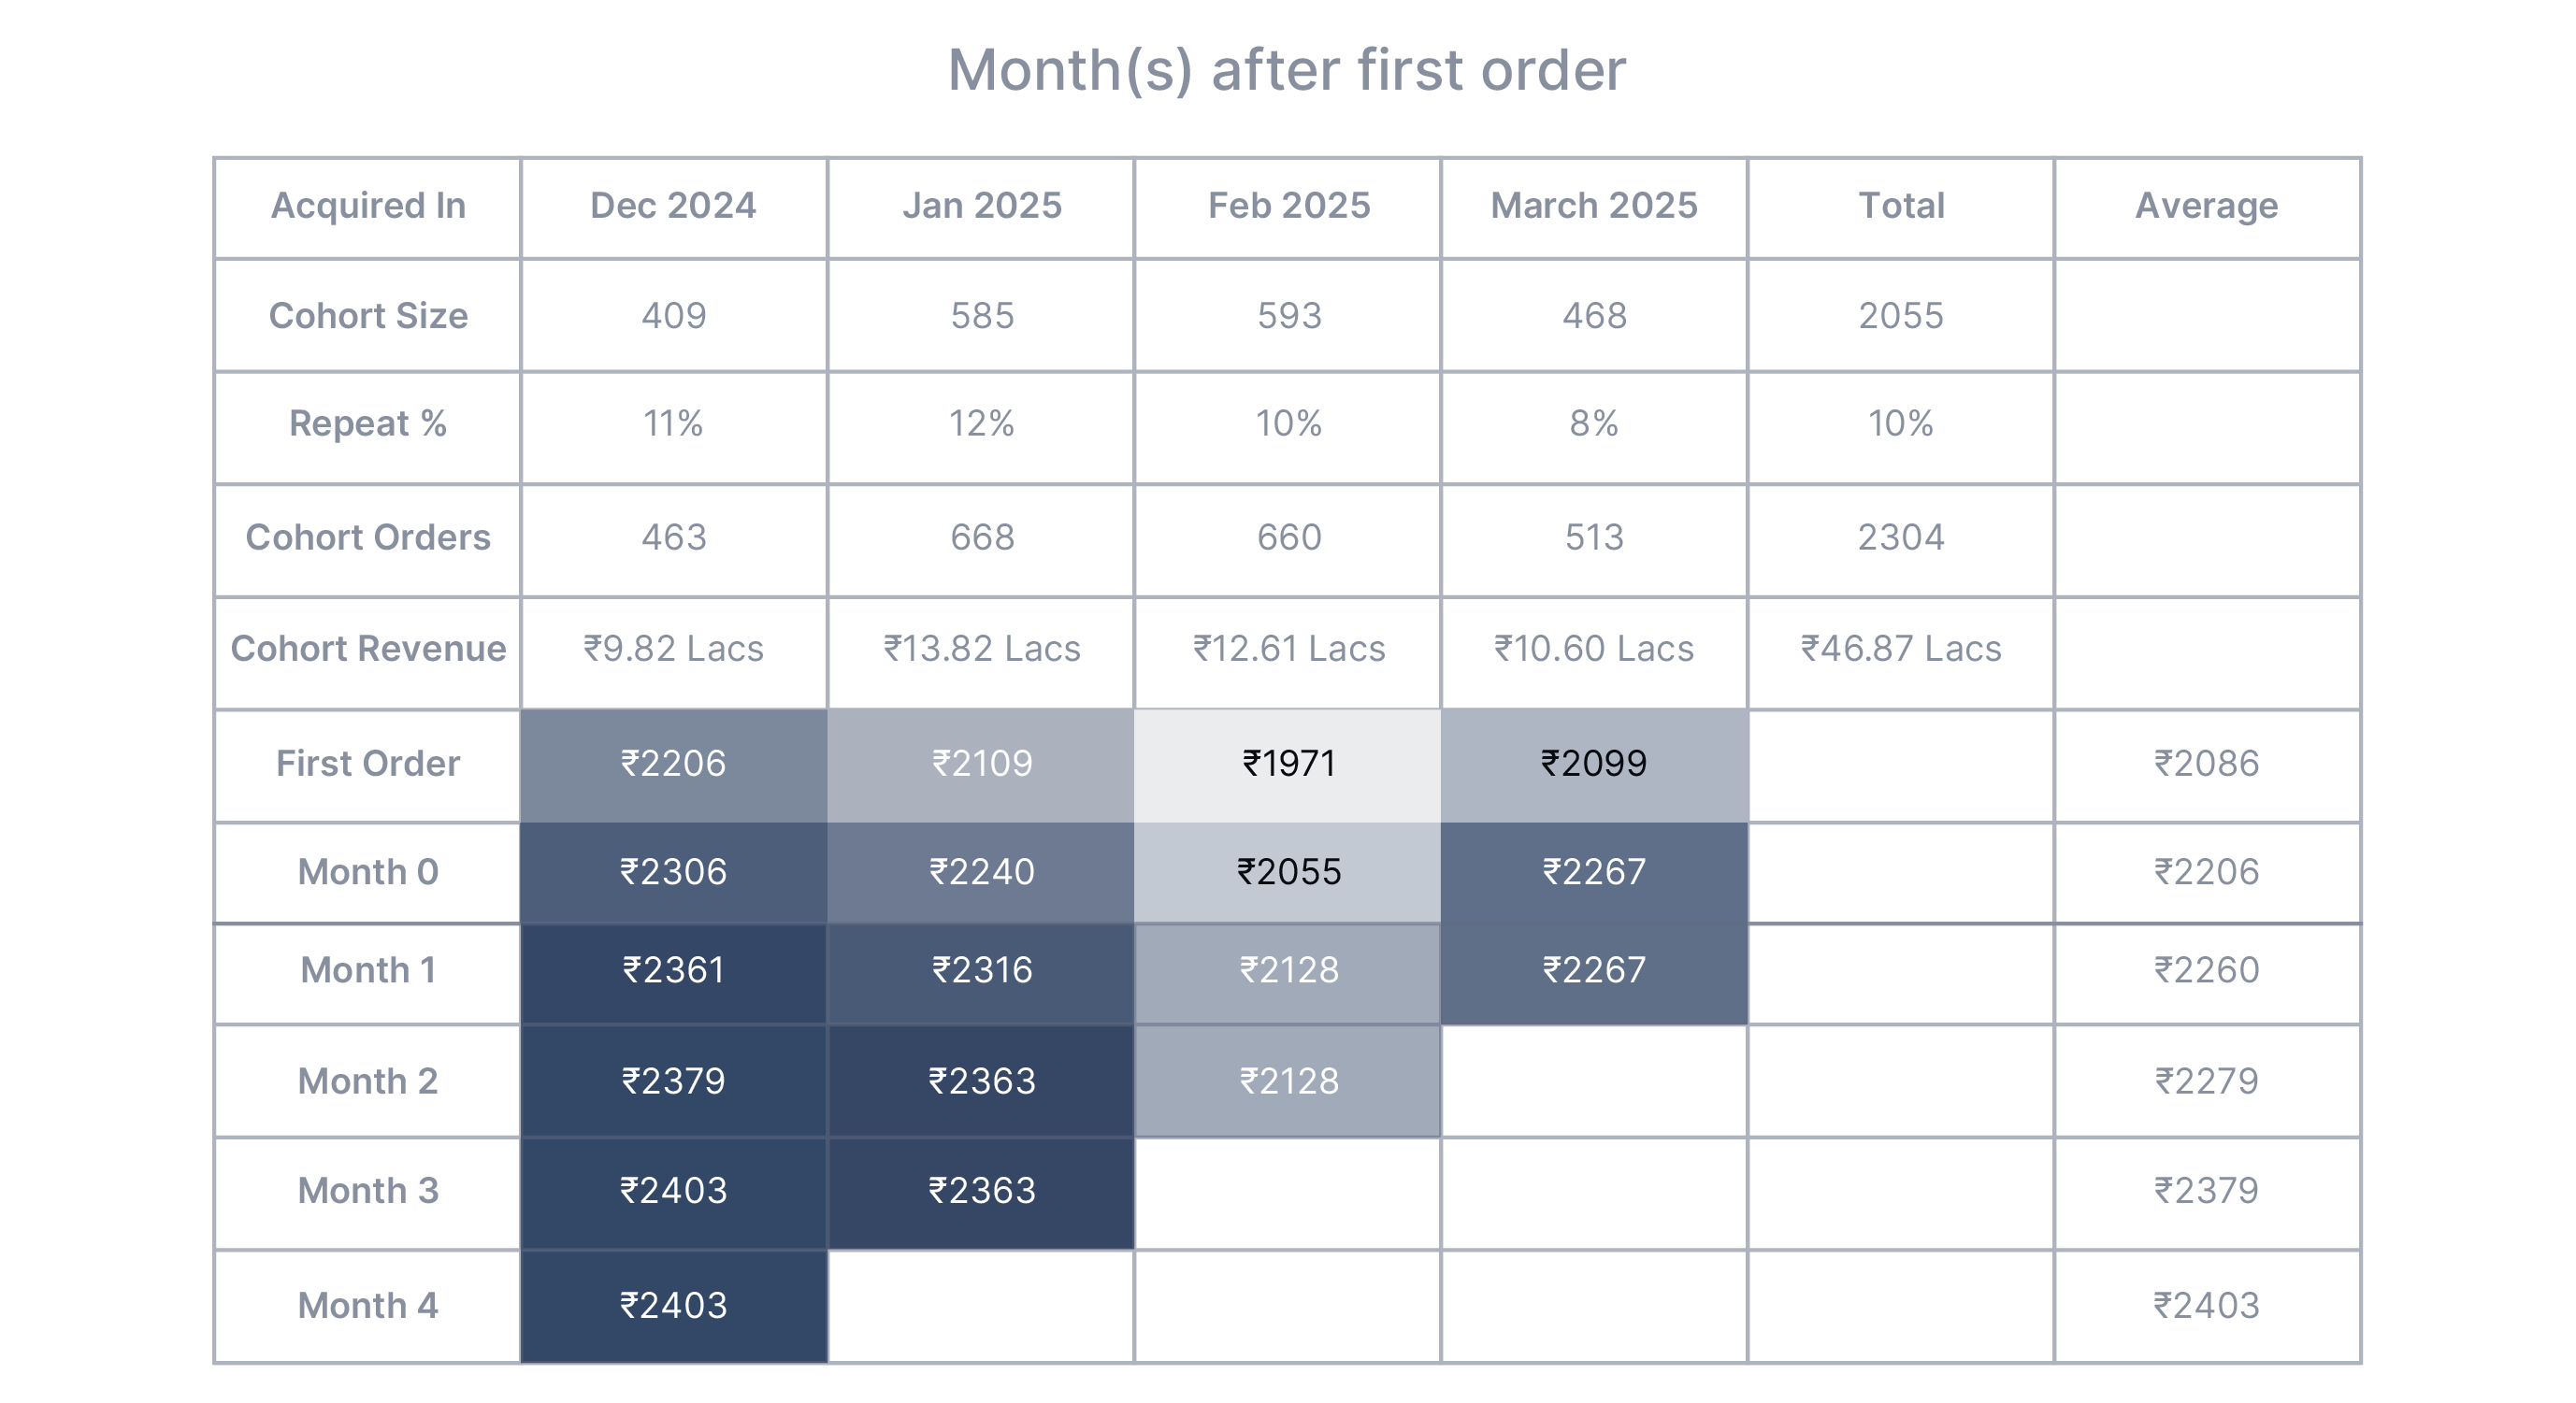 Month(s) after first order
Acquired In Dec 2024 Jan 2025 Feb 2025 March 2025 Total Average
Cohort Size 409 585 593 468 2055
Repeat % 11% 12% 10% 8% 10%
Cohort Orders 463 668 660 513 2304
Cohort Revenue ₹9.82 Lacs ₹13.82 Lacs ₹12.61 Lacs ₹10.60 Lacs ₹46.87 Lacs
First Order ₹2206 ₹2109 ₹1971 ₹2099 ₹2086
Month 0 ₹2306 ₹2240 ₹2055 ₹2267 ₹2206
Month 1 ₹2361 ₹2316 ₹2128 ₹2267 ₹2260
Month 2 ₹2379 ₹2363 ₹2128 ₹2279
Month 3 ₹2403 ₹2363 ₹2379
Month 4 ₹2403 ₹2403